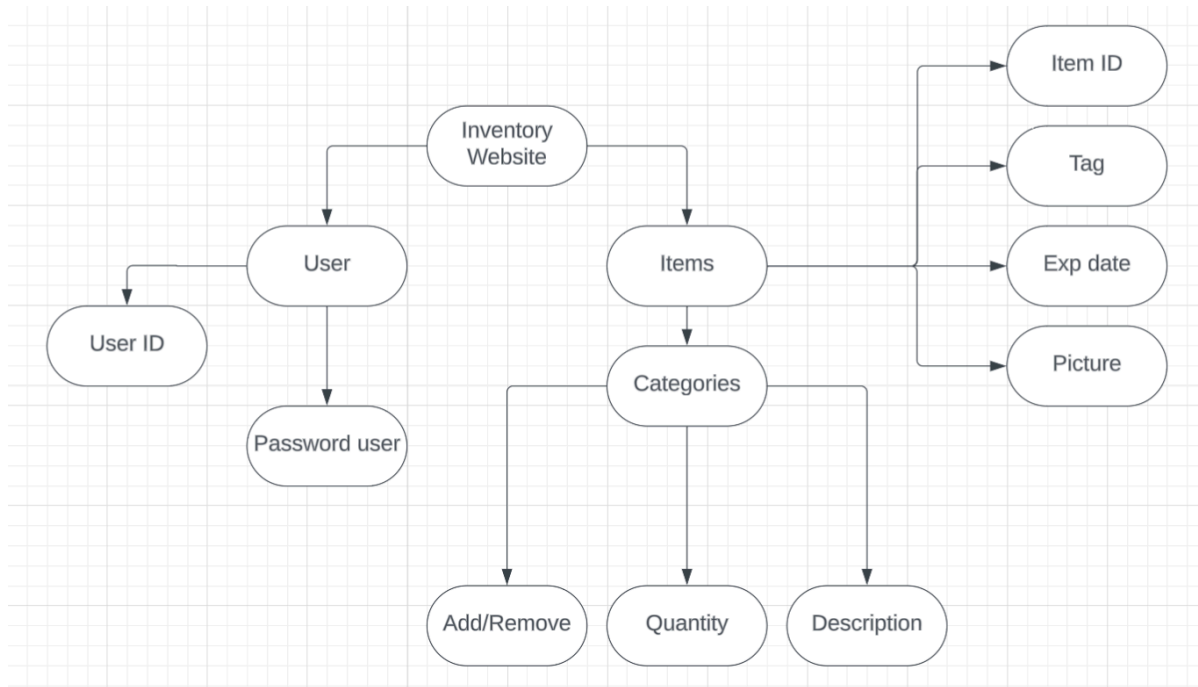 Item ID
Inventory
Website
Tag
User
Items
Exp date
User ID
Categories
Picture
Password user
Add/Remove
Quantity
Description